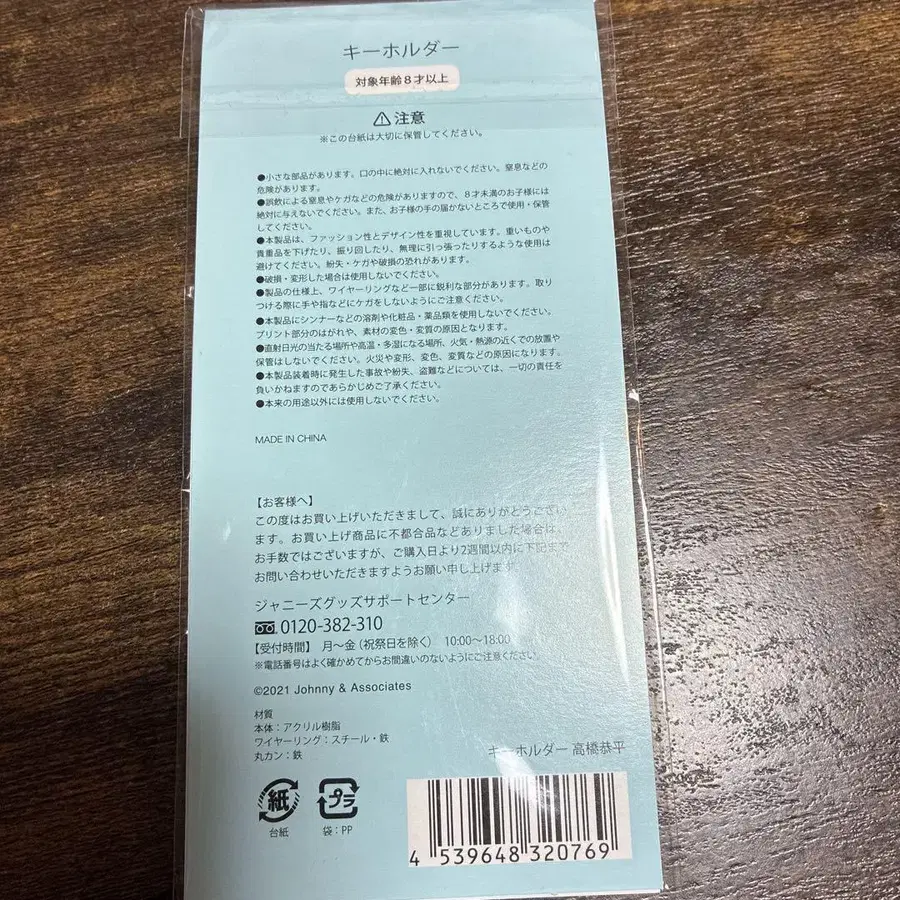 キーホルダー
対象年齢8才以上
⚠注意
※この台紙は大切に保管してください。
●小さな部品があります。口の中に絶対に入れないでください。窒息などの
危険があります。
●誤飲による窒息やケガなどの危険がありますので、8才未満のお子様には
絶対に与えないでください。また、お子様の手の届かないところで使用・保管
してください。
●本製品は、ファッション性とデザイン性を重視しています。重いものや
貴重品を下げたり、振り回したり、無理に引っ張ったりするような使用は
避けてください。紛失・ケガや破損の恐れがあります。
●破損・変形した場合は使用しないでください。
●製品の仕様上、ワイヤーリングなど一部に鋭利な部分があります。取り
つける際に手や指などにケガをしないようにご注意ください。
●本製品にシンナーなどの溶剤や化粧品・薬品類を使用しないでください。
プリント部分のはがれや、素材の変色・変質の原因となります。
●直射日光の当たる場所や高温・多湿になる場所、火気・熱源の近くでの放置や
保管はしないでください。火災や変形、変色、変質などの原因になります。
●本製品装着時に発生した事故や紛失、盗難などについては、一切の責任を
負いかねますのであらかじめご了承ください。
●本来の用途以外には使用しないでください。
MADE IN CHINA
【お客様へ】
この度はお買い上げいただきまして、誠にありがとうござい
ます。お買い上げ商品に不都合品などありました場合は、
お手数ではございますが、ご購入日より2週間以内に下記まで
お問い合わせいただきますようお願い申し上げます。
ジャニーズグッズサポートセンター
0120-382-310
【受付時間】 月～金（祝祭日を除く） 10:00～18:00
※電話番号はよく確かめてからお間違いのないようにご注意ください。
©2021 Johnny & Associates
材質
本体：アクリル樹脂
ワイヤーリング：スチール・鉄
丸カン：鉄
キーホルダー 高橋恭平
紙
台紙
プラ
袋：PP
4 539648 320769